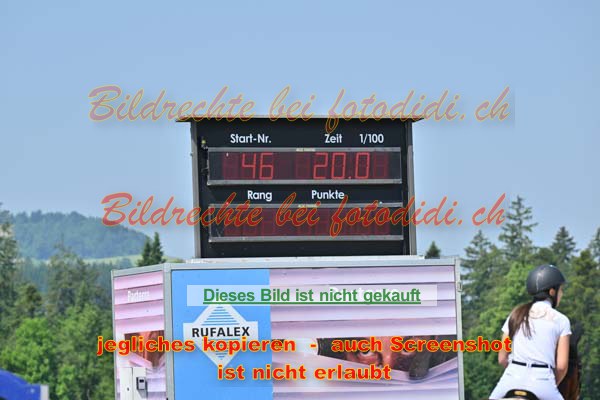 Bildrechte bei fotodidi.ch
Start-Nr. Zeit 1/100
46 20.0
Rang Punkte
Bildrechte bei fotodidi.ch
Dieses Bild ist nicht gekauft
RUFALEX
jegliches kopieren - auch Screenshot
ist nicht erlaubt